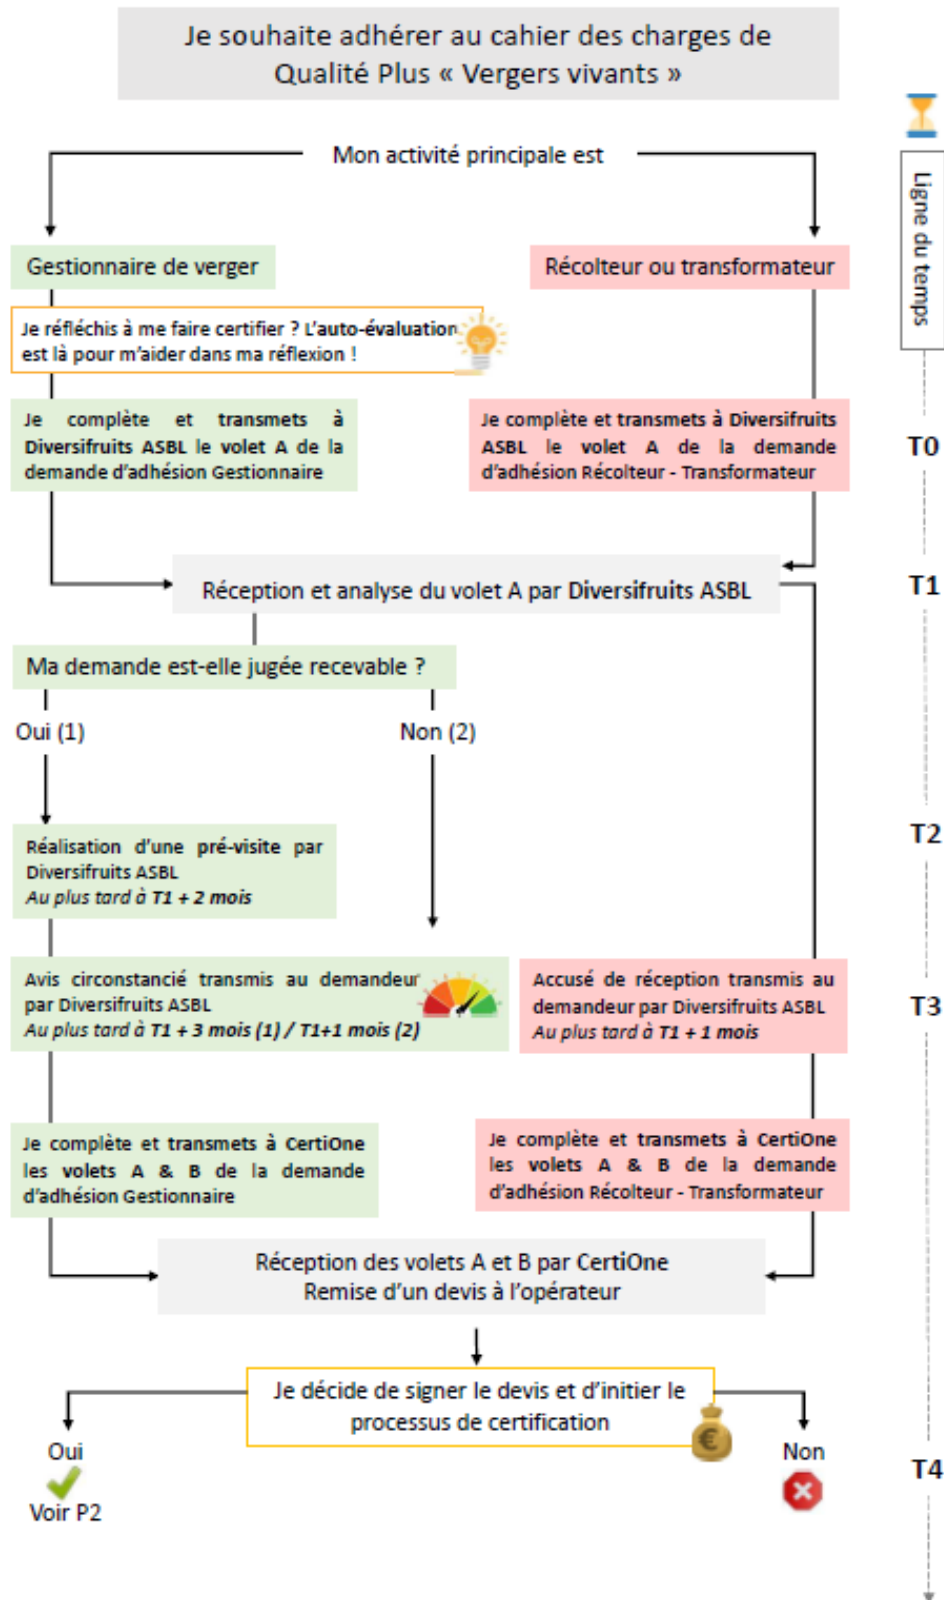 Je souhaite adhérer au cahier des charges de
Qualité Plus « Vergers vivants »
Mon activité principale est
Ligne du temps
Gestionnaire de verger
Récolteur ou transformateur
Je réfléchis à me faire certifier ? L'auto-évaluation
est là pour m'aider dans ma réflexion !
Je complète et transmets à
Diversifruits ASBL le volet A de la
demande d'adhésion Gestionnaire
Je complète et transmets à Diversifruits
ASBL le volet A de la demande
d'adhésion Récolteur - Transformateur
T0
Réception et analyse du volet A par Diversifruits ASBL
T1
Ma demande est-elle jugée recevable ?
Oui (1)
Non (2)
Réalisation d'une pré-visite par
Diversifruits ASBL
Au plus tard à T1 + 2 mois
T2
Avis circonstancié transmis au demandeur
par Diversifruits ASBL
Au plus tard à T1 + 3 mois (1) / T1+1 mois (2)
Accusé de réception transmis au
demandeur par Diversifruits ASBL
Au plus tard à T1 + 1 mois
T3
Je complète et transmets à CertiOne
les volets A & B de la demande
d'adhésion Gestionnaire
Je complète et transmets à CertiOne
les volets A & B de la demande
d'adhésion Récolteur - Transformateur
Réception des volets A et B par CertiOne
Remise d'un devis à l'opérateur
Je décide de signer le devis et d'initier le
processus de certification
€
Oui
Voir P2
Non
T4